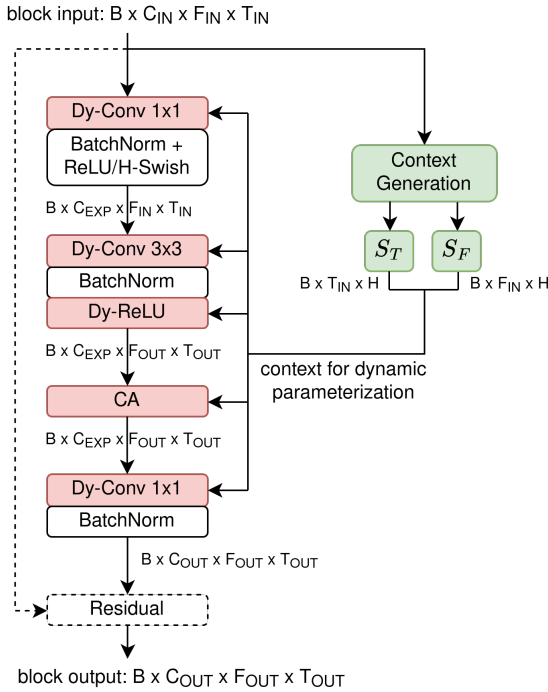 block input: B x C_IN x F_IN x T_IN
Dy-Conv 1x1
BatchNorm +
ReLU/H-Swish
B x C_EXP x F_IN x T_IN
Dy-Conv 3x3
BatchNorm
Dy-ReLU
B x C_EXP x F_OUT x T_OUT
CA
B x C_EXP x F_OUT x T_OUT
Dy-Conv 1x1
BatchNorm
B x C_OUT x F_OUT x T_OUT
Residual
block output: B x C_OUT x F_OUT x T_OUT
Context
Generation
S_T
S_F
B x T_IN x H
B x F_IN x H
context for dynamic
parameterization